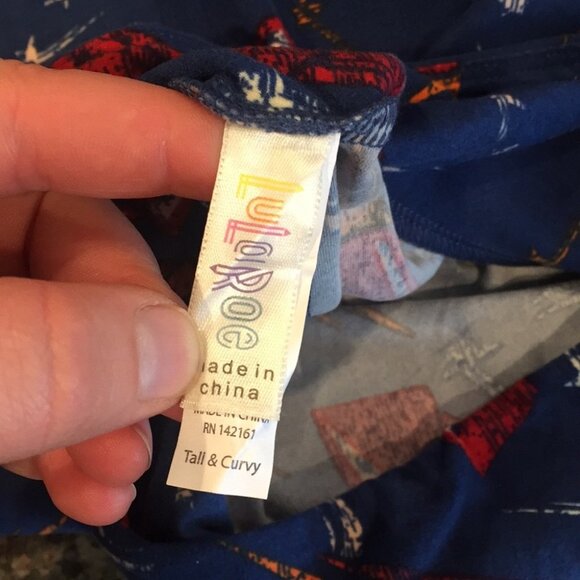 LuLaRoe
made in
china
MADE IN CHINA
RN 142161
Tall & Curvy